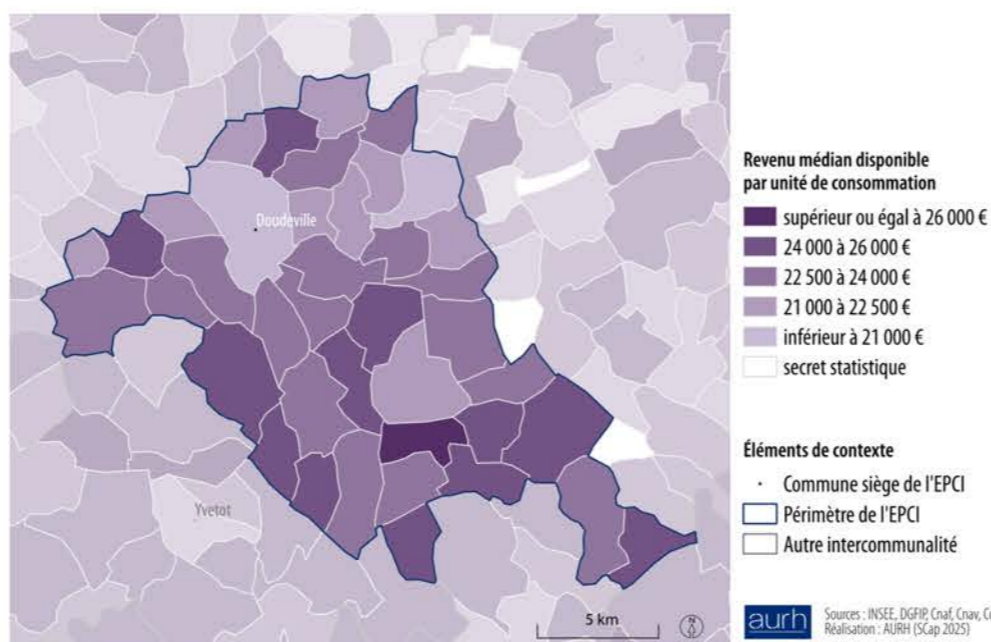 Doudeville
Yvetot
5 km
N
Revenu médian disponible
par unité de consommation
supérieur ou égal à 26 000 €
24 000 à 26 000 €
22 500 à 24 000 €
21 000 à 22 500 €
inférieur à 21 000 €
secret statistique
Éléments de contexte
Commune siège de l'EPCI
Périmètre de l'EPCI
Autre intercommunalité
aurh
Sources : INSEE, DGFIP, Cnaf, Cnav,
Réalisation : AURH (SCap 2025)